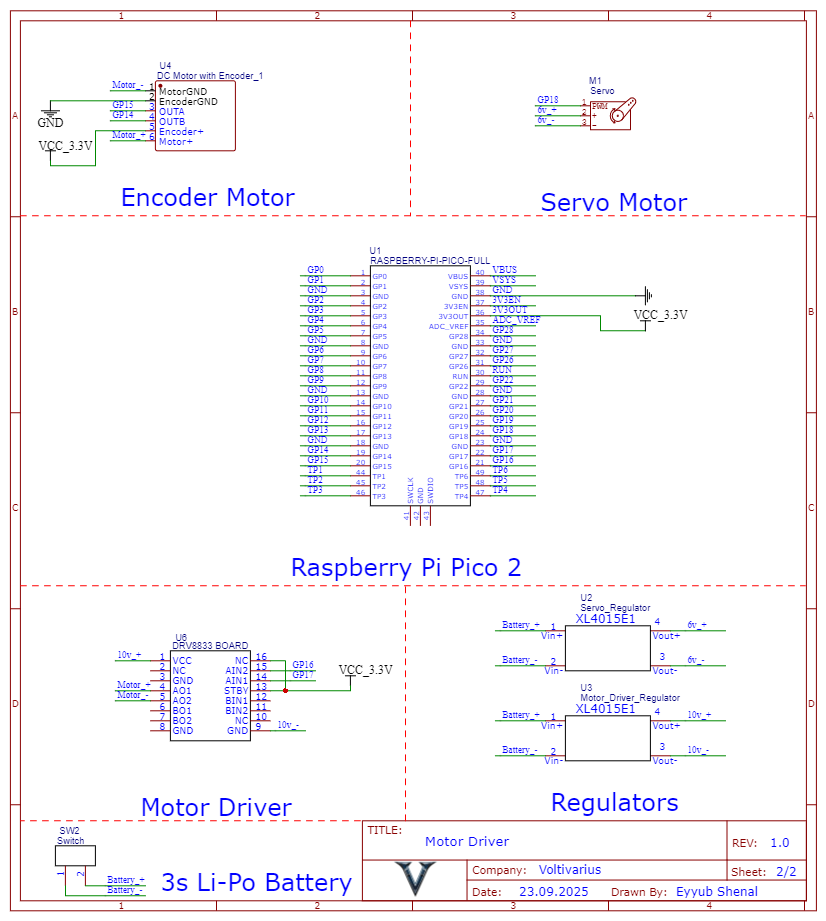 1 2 3 4
A A
U4
DC Motor with Encoder_1
Motor_- 1 MotorGND
2 EncoderGND
GP15 3 OUTA
GP14 4 OUTB
5 Encoder+
Motor_+ 6 Motor+
GND
VCC_3.3V
Encoder Motor
M1
Servo
GP18 1 PWM
6v_+ 2 +
6v_- 3 -
Servo Motor
B B
U1
RASPBERRY-PI-PICO-FULL
GP0 1 GP0 VBUS 40 VBUS
GP1 2 GP1 VSYS 39 VSYS
GND 3 GND GND 38 GND
GP2 4 GP2 3V3EN 37 3V3EN
GP3 5 GP3 3V3OUT 36 3V3OUT
GP4 6 GP4 ADC_VREF 35 ADC_VREF
GP5 7 GP5 GP28 34 GP28
GND 8 GND GND 33 GND
GP6 9 GP6 GP27 32 GP27
GP7 10 GP7 GP26 31 GP26
GP8 11 GP8 RUN 30 RUN
GP9 12 GP9 GP22 29 GP22
GND 13 GND GND 28 GND
GP10 14 GP10 GP21 27 GP21
GP11 15 GP11 GP20 26 GP20
GP12 16 GP12 GP19 25 GP19
GP13 17 GP13 GP18 24 GP18
GND 18 GND GND 23 GND
GP14 19 GP14 GP17 22 GP17
GP15 20 GP15 GP16 21 GP16
TP1 44 TP1 TP6 49 TP6
TP2 45 TP2 TP5 48 TP5
TP3 46 TP3 TP4 47 TP4
SWCLK GND SWDIO
41 42 43
VCC_3.3V
C C
Raspberry Pi Pico 2
D D
U6
DRV8833 BOARD
10v_+ 1 VCC NC 16
2 NC AIN2 15 GP16
3 GND AIN1 14 GP17
Motor_+ 4 AO1 STBY 13
Motor_- 5 AO2 BIN1 12
6 BO1 BIN2 11
7 BO2 NC 10
8 GND GND 9 10v_-
VCC_3.3V
Motor Driver
U2
Servo_Regulator
XL4015E1
Battery_+ 1 Vin+ 4 Vout+ 6v_+
Battery_- 2 Vin- 3 Vout- 6v_-
U3
Motor_Driver_Regulator
XL4015E1
Battery_+ 1 Vin+ 4 Vout+ 10v_+
Battery_- 2 Vin- 3 Vout- 10v_-
Regulators
SW2
Switch
1 2
Battery_+
Battery_-
3s Li-Po Battery
TITLE:
Motor Driver
REV: 1.0
V
Company: Voltivarius
Sheet: 2/2
Date: 23.09.2025 Drawn By: Eyyub Shenal
1 2 3 4